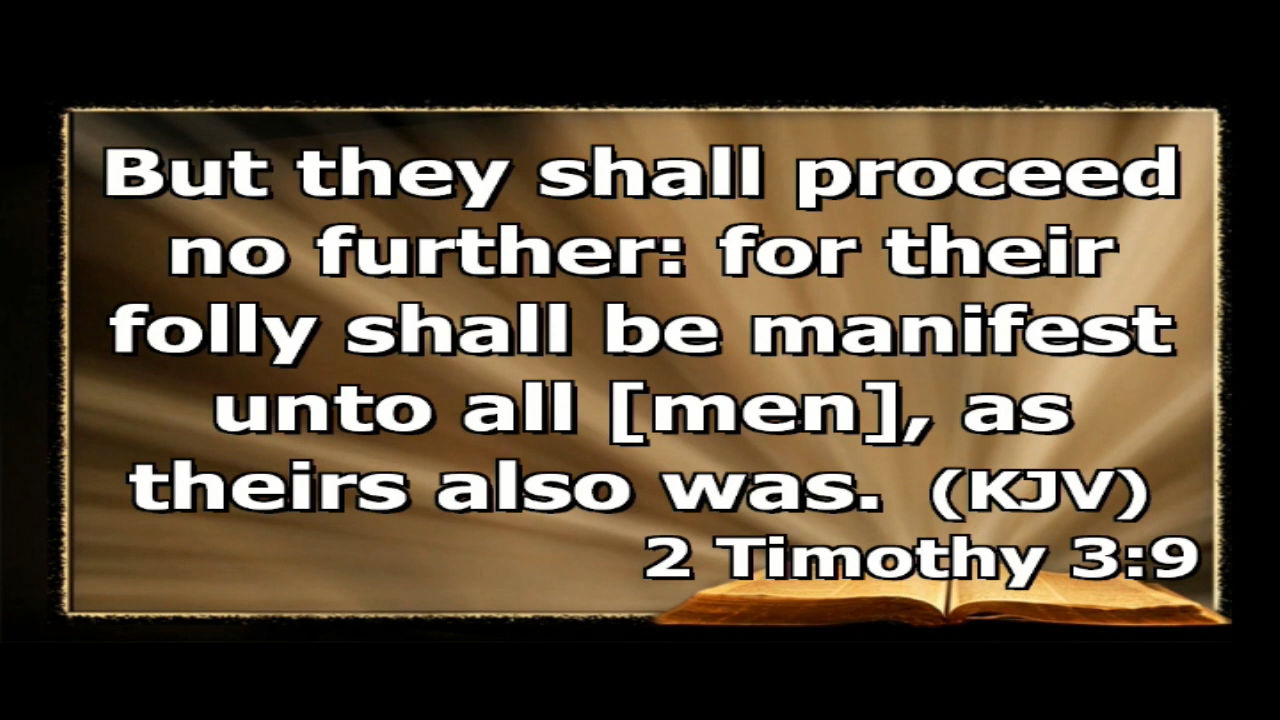 But they shall proceed
no further: for their
folly shall be manifest
unto all [men], as
theirs also was. (KJV)
2 Timothy 3:9